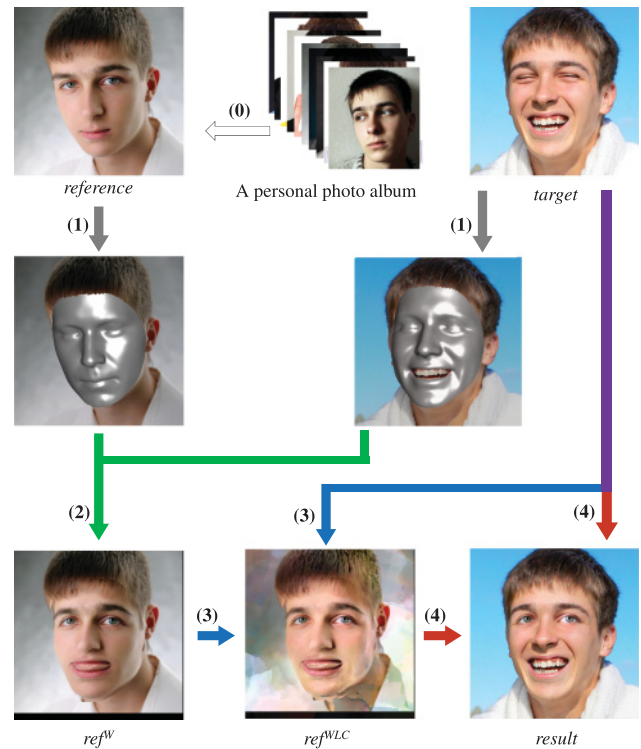 (0)
reference
A personal photo album
target
(1)
(1)
(2)
(3)
(4)
(3)
(4)
ref^W
ref^WLC
result